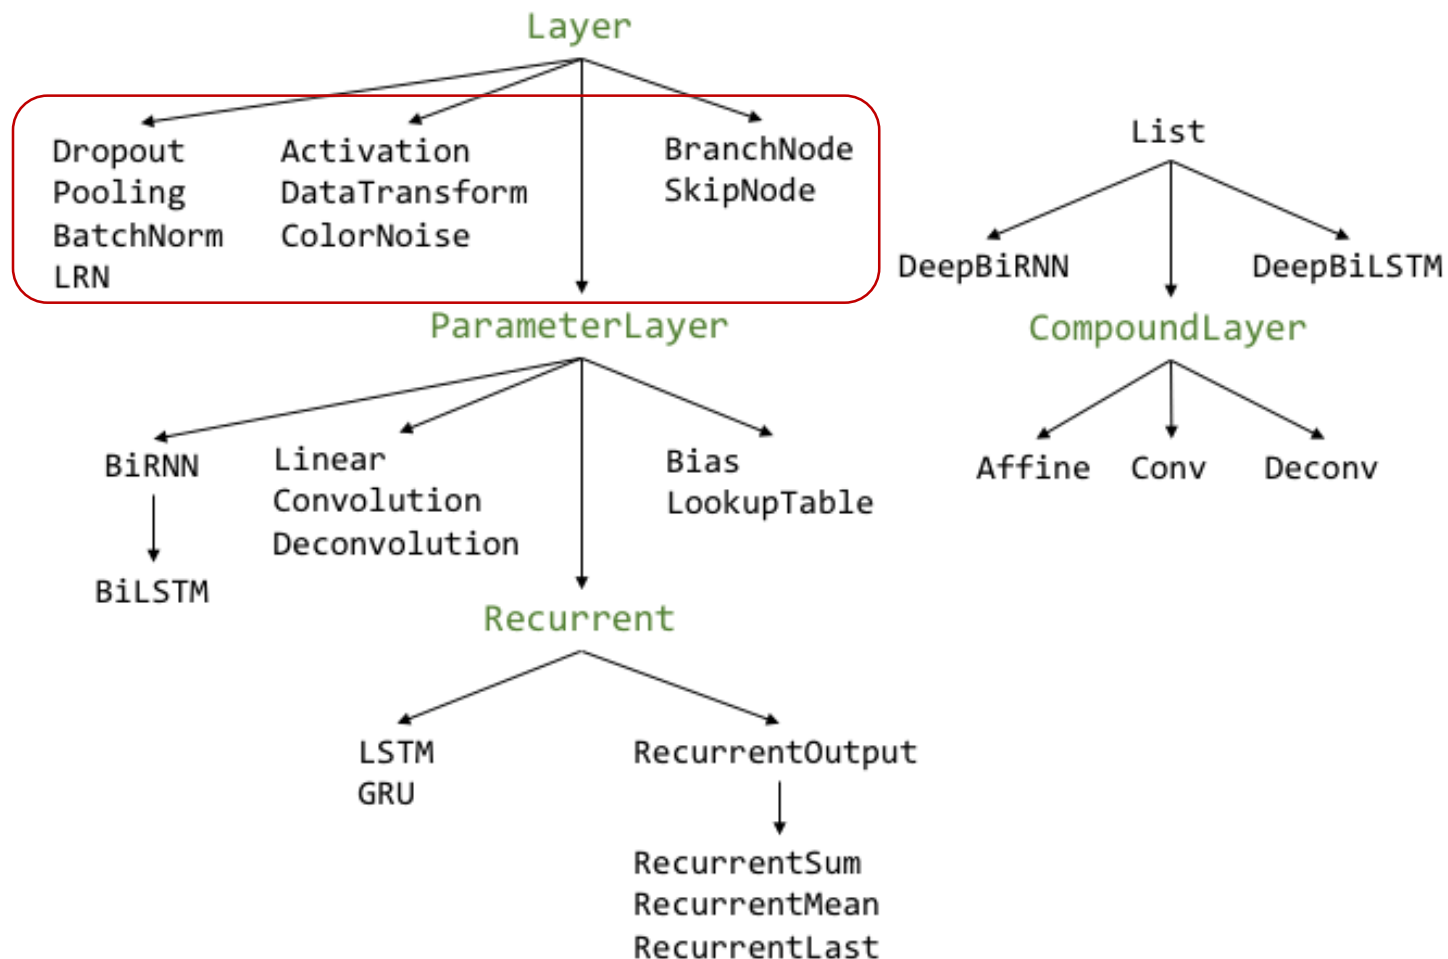 Layer
Dropout
Pooling
BatchNorm
LRN
Activation
DataTransform
ColorNoise
BranchNode
SkipNode
ParameterLayer
BiRNN
BiLSTM
Linear
Convolution
Deconvolution
Bias
LookupTable
Recurrent
LSTM
GRU
RecurrentOutput
RecurrentSum
RecurrentMean
RecurrentLast
List
DeepBiRNN
DeepBiLSTM
CompoundLayer
Affine
Conv
Deconv